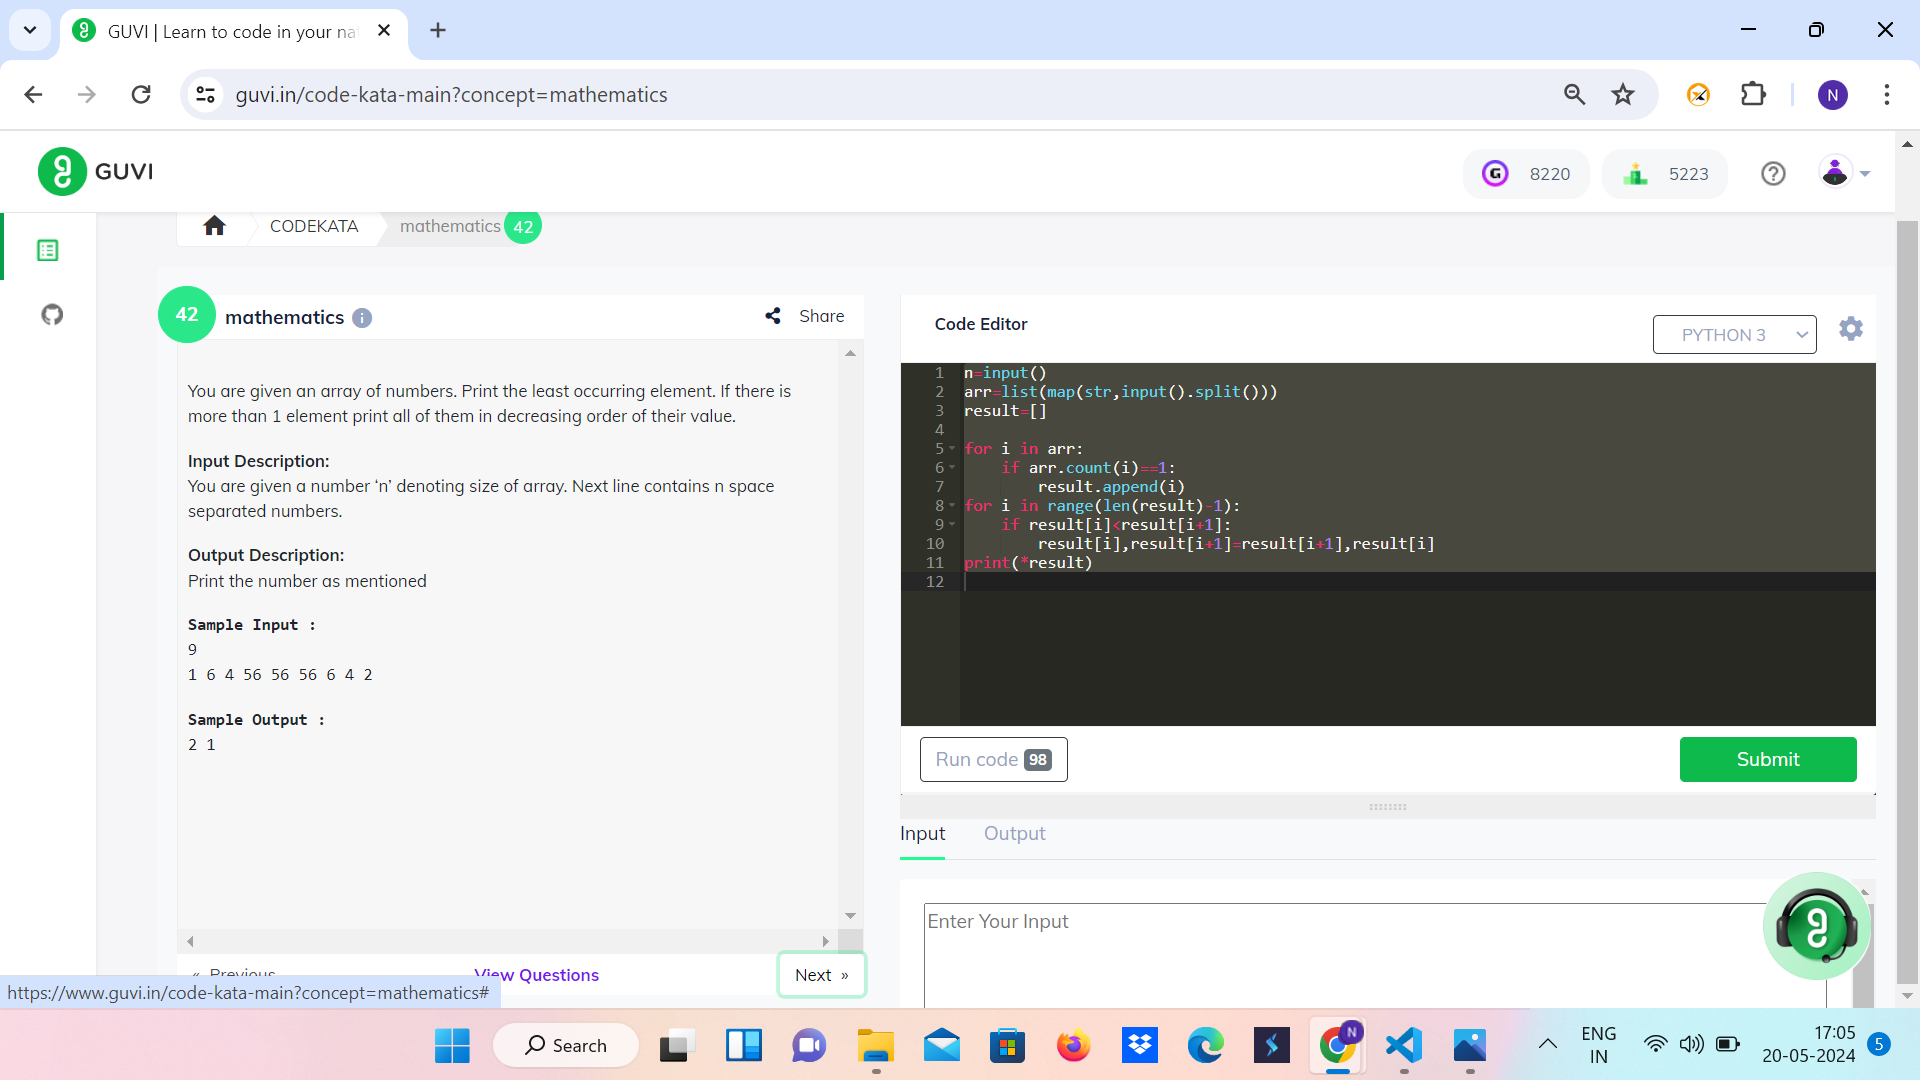 GUVI | Learn to code in your na
guvi.in/code-kata-main?concept=mathematics
N
GUVI
G 8220
5223
CODEKATA
mathematics 42
42 mathematics i
Share
You are given an array of numbers. Print the least occurring element. If there is
more than 1 element print all of them in decreasing order of their value.
Input Description:
You are given a number ‘n’ denoting size of array. Next line contains n space
separated numbers.
Output Description:
Print the number as mentioned
Sample Input :
9
1 6 4 56 56 56 6 4 2
Sample Output :
2 1
« Previous
View Questions
Next »
Code Editor
PYTHON 3
1 n=input()
2 arr=list(map(str,input().split()))
3 result=[]
4
5 for i in arr:
6     if arr.count(i)==1:
7         result.append(i)
8 for i in range(len(result)-1):
9     if result[i]<result[i+1]:
10         result[i],result[i+1]=result[i+1],result[i]
11 print(*result)
12
Run code 98
Submit
Input
Output
Enter Your Input
https://www.guvi.in/code-kata-main?concept=mathematics#
Search
N
ENG
IN
17:05
20-05-2024
5